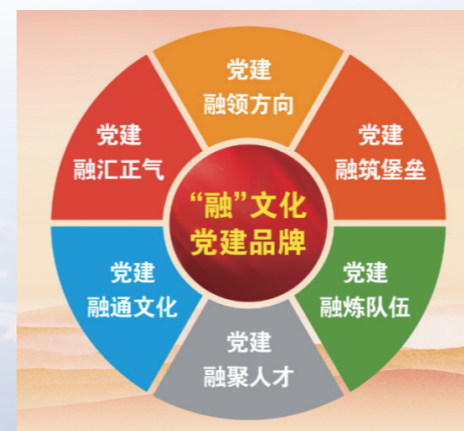 党建
融领方向
党建
融筑堡垒
党建
融炼队伍
党建
融聚人才
党建
融通文化
党建
融汇正气
“融”文化
党建品牌